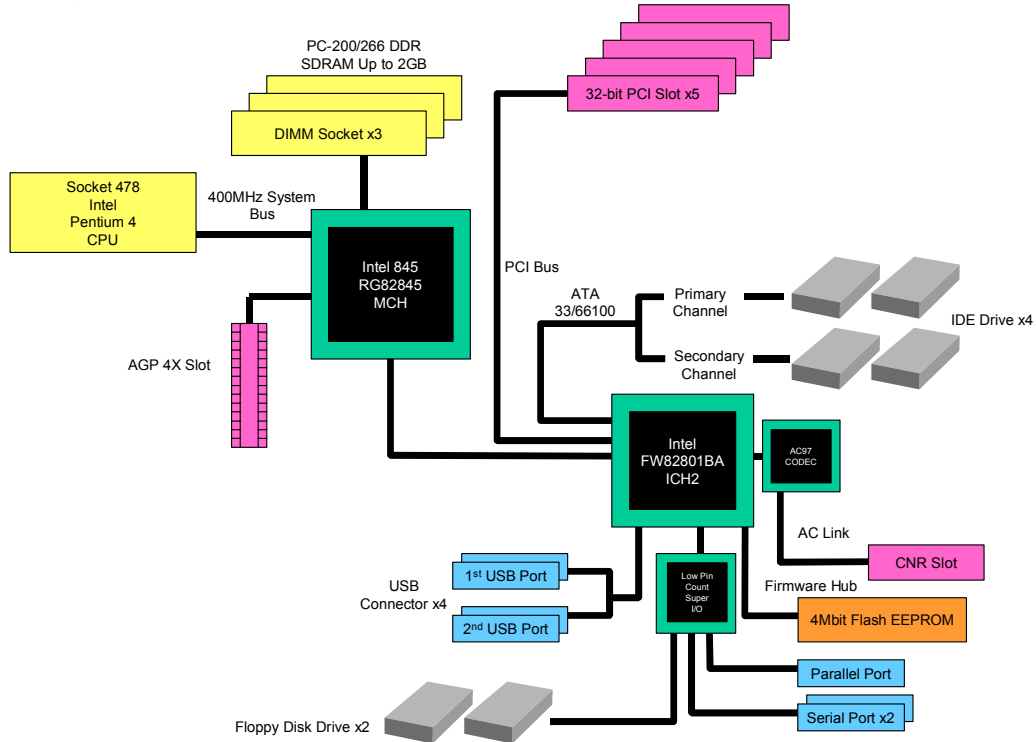 PC-200/266 DDR
SDRAM Up to 2GB
DIMM Socket x3
32-bit PCI Slot x5
Socket 478
Intel
Pentium 4
CPU
400MHz System
Bus
Intel 845
RG82845
MCH
AGP 4X Slot
PCI Bus
ATA
33/66100
Primary
Channel
Secondary
Channel
IDE Drive x4
Intel
FW82801BA
ICH2
AC97
CODEC
AC Link
CNR Slot
USB
Connector x4
1st USB Port
2nd USB Port
Low Pin
Count
Super
I/O
Firmware Hub
4Mbit Flash EEPROM
Parallel Port
Serial Port x2
Floppy Disk Drive x2